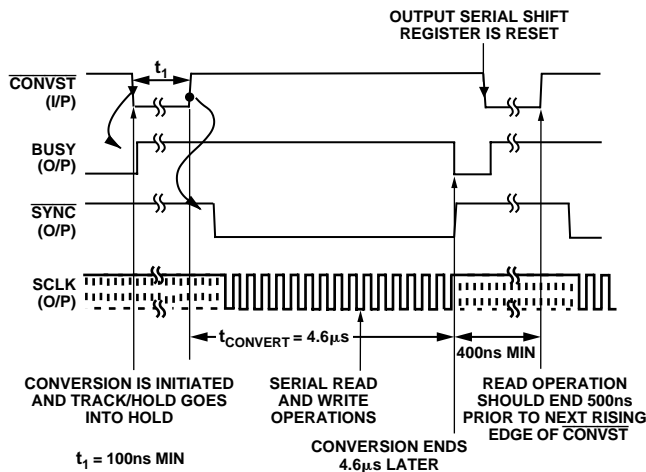 OUTPUT SERIAL SHIFT
REGISTER IS RESET
t1
CONVST
(I/P)
BUSY
(O/P)
SYNC
(O/P)
SCLK
(O/P)
tCONVERT = 4.6µs
400ns MIN
CONVERSION IS INITIATED
AND TRACK/HOLD GOES
INTO HOLD
SERIAL READ
AND WRITE
OPERATIONS
READ OPERATION
SHOULD END 500ns
PRIOR TO NEXT RISING
EDGE OF CONVST
t1 = 100ns MIN
CONVERSION ENDS
4.6µs LATER